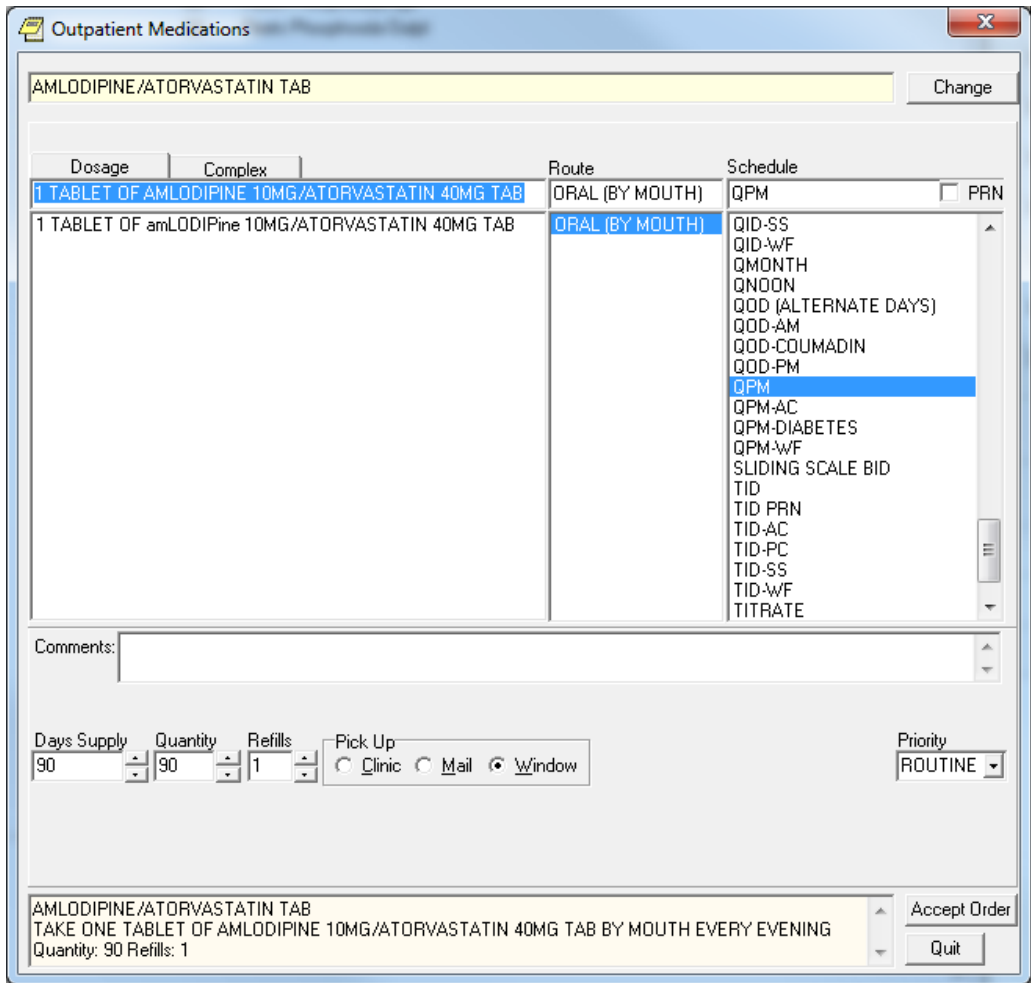 Outpatient Medications
AMLODIPINE/ATORVASTATIN TAB
Change
Dosage
Complex
Route
Schedule
1 TABLET OF AMLODIPINE 10MG/ATORVASTATIN 40MG TAB
ORAL (BY MOUTH)
QPM
PRN
1 TABLET OF amLODIPine 10MG/ATORVASTATIN 40MG TAB
ORAL (BY MOUTH)
QID-SS
QID-WF
QMONTH
QNOON
QOD (ALTERNATE DAYS)
QOD-AM
QOD-COUMADIN
QOD-PM
QPM
QPM-AC
QPM-DIABETES
QPM-WF
SLIDING SCALE BID
TID
TID PRN
TID-AC
TID-PC
TID-SS
TID-WF
TITRATE
Comments:
Days Supply
Quantity
Refills
Pick Up
Priority
90
90
1
Clinic
Mail
Window
ROUTINE
AMLODIPINE/ATORVASTATIN TAB
TAKE ONE TABLET OF AMLODIPINE 10MG/ATORVASTATIN 40MG TAB BY MOUTH EVERY EVENING
Quantity: 90 Refills: 1
Accept Order
Quit